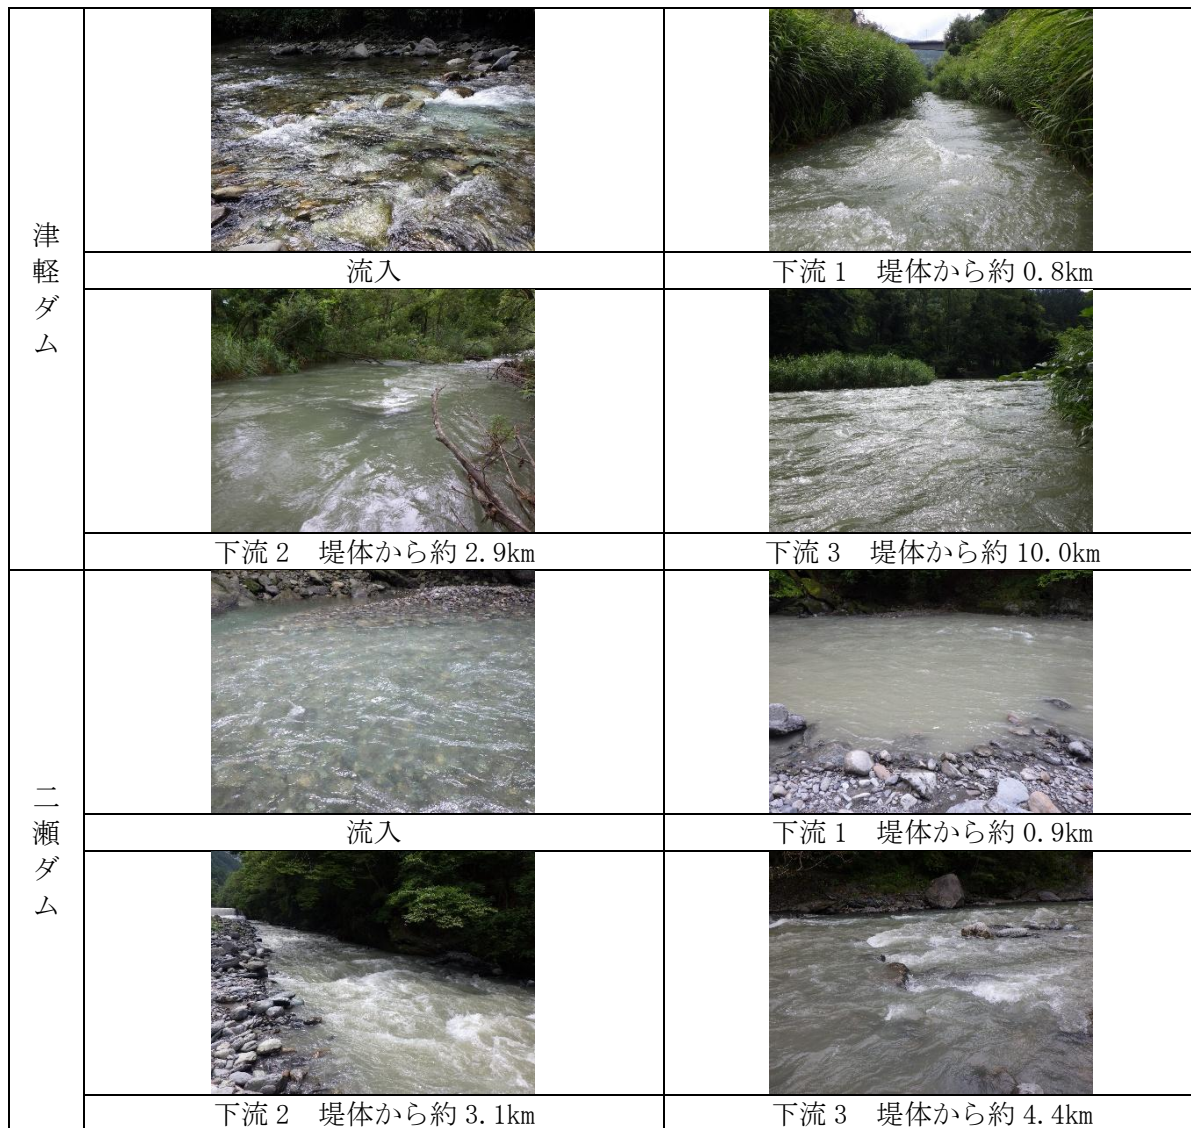 津軽ダム
流入
下流1　堤体から約0.8km
下流2　堤体から約2.9km
下流3　堤体から約10.0km
二瀬ダム
流入
下流1　堤体から約0.9km
下流2　堤体から約3.1km
下流3　堤体から約4.4km